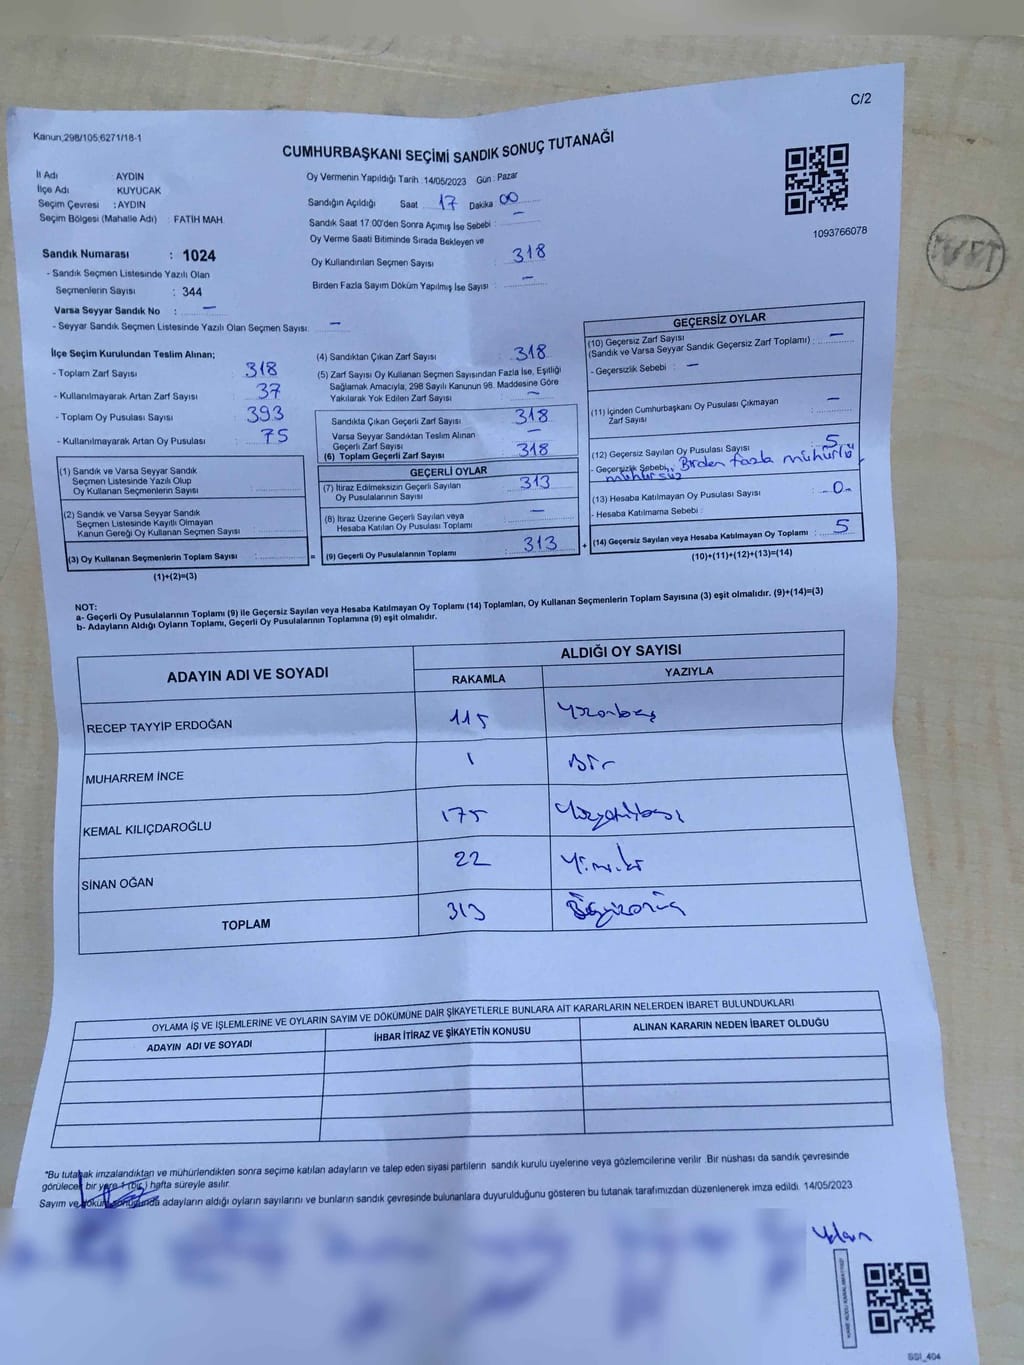 C/2
Kanun,298/105,6271/18-1
CUMHURBAŞKANI SEÇİMİ SANDIK SONUÇ TUTANAĞI
İl Adı : AYDIN
İlçe Adı : KUYUCAK
Seçim Çevresi : AYDIN
Seçim Bölgesi (Mahalle Adı) : FATİH MAH.
Oy Vermenin Yapıldığı Tarih : 14/05/2023 Gün : Pazar
Sandığın Açıldığı Saat 17 Dakika 00
Sandık Saat 17.00'den Sonra Açımış İse Sebebi : –
Oy Verme Saati Bitiminde Sırada Bekleyen ve
Oy Kullandırılan Seçmen Sayısı 318
Birden Fazla Sayım Döküm Yapılmış İse Sayısı : –
1093766078
Sandık Numarası : 1024
- Sandık Seçmen Listesinde Yazılı Olan
Seçmenlerin Sayısı : 344
Varsa Seyyar Sandık No : –
- Seyyar Sandık Seçmen Listesinde Yazılı Olan Seçmen Sayısı: –
İlçe Seçim Kurulundan Teslim Alınan;
- Toplam Zarf Sayısı : 318
- Kullanılmayarak Artan Zarf Sayısı : 37
- Toplam Oy Pusulası Sayısı : 393
- Kullanılmayarak Artan Oy Pusulası : 75
(1) Sandık ve Varsa Seyyar Sandık
Seçmen Listesinde Yazılı Olup
Oy Kullanan Seçmenlerin Sayısı :
(2) Sandık ve Varsa Seyyar Sandık
Seçmen Listesinde Kayıtlı Olmayan
Kanun Gereği Oy Kullanan Seçmen Sayısı :
(3) Oy Kullanan Seçmenlerin Toplam Sayısı :
(1)+(2)=(3)
=
(4) Sandıktan Çıkan Zarf Sayısı : 318
(5) Zarf Sayısı Oy Kullanan Seçmen Sayısından Fazla İse, Eşitliği
Sağlamak Amacıyla, 298 Sayılı Kanunun 98. Maddesine Göre
Yakılarak Yok Edilen Zarf Sayısı : –
Sandıkta Çıkan Geçerli Zarf Sayısı : 318
Varsa Seyyar Sandıktan Teslim Alınan
Geçerli Zarf Sayısı : –
(6) Toplam Geçerli Zarf Sayısı : 318
GEÇERLİ OYLAR
(7) İtiraz Edilmeksizin Geçerli Sayılan
Oy Pusulalarının Sayısı : 313
(8) İtiraz Üzerine Geçerli Sayılan veya
Hesaba Katılan Oy Pusulası Toplamı : –
(9) Geçerli Oy Pusulalarının Toplamı : 313
+
GEÇERSİZ OYLAR
(10) Geçersiz Zarf Sayısı
(Sandık ve Varsa Seyyar Sandık Geçersiz Zarf Toplamı) : –
- Geçersizlik Sebebi : –
(11) İçinden Cumhurbaşkanı Oy Pusulası Çıkmayan
Zarf Sayısı : –
(12) Geçersiz Sayılan Oy Pusulası Sayısı : 5
- Geçersizlik Sebebi : Birden fazla mühürlü,
mühürsüz
(13) Hesaba Katılmayan Oy Pusulası Sayısı : -0-
- Hesaba Katılmama Sebebi :
(14) Geçersiz Sayılan veya Hesaba Katılmayan Oy Toplamı : 5
(10)+(11)+(12)+(13)=(14)
NOT:
a- Geçerli Oy Pusulalarının Toplamı (9) ile Geçersiz Sayılan veya Hesaba Katılmayan Oy Toplamı (14) Toplamları, Oy Kullanan Seçmenlerin Toplam Sayısına (3) eşit olmalıdır. (9)+(14)=(3)
b- Adayların Aldığı Oyların Toplamı, Geçerli Oy Pusulalarının Toplamına (9) eşit olmalıdır.
ADAYIN ADI VE SOYADI
ALDIĞI OY SAYISI
RAKAMLA YAZIYLA
RECEP TAYYİP ERDOĞAN 115 Yüzonbeş
MUHARREM İNCE 1 Bir
KEMAL KILIÇDAROĞLU 175
SİNAN OĞAN 22 Yirmiiki
TOPLAM 313
OYLAMA İŞ VE İŞLEMLERİNE VE OYLARIN SAYIM VE DÖKÜMÜNE DAİR ŞİKAYETLERLE BUNLARA AİT KARARLARIN NELERDEN İBARET BULUNDUKLARI
ADAYIN ADI VE SOYADI İHBAR İTİRAZ VE ŞİKAYETİN KONUSU ALINAN KARARIN NEDEN İBARET OLDUĞU
*Bu tutanak imzalandıktan ve mühürlendikten sonra seçime katılan adayların ve talep eden siyasi partilerin sandık kurulu üyelerine veya gözlemcilerine verilir .Bir nüshası da sandık çevresinde
görülecek bir yere 1 (bir) hafta süreyle asılır.
Sayım ve döküm sonucunda adayların aldığı oyların sayılarını ve bunların sandık çevresinde bulunanlara duyurulduğunu gösteren bu tutanak tarafımızdan düzenlenerek imza edildi. 14/05/2023
SSI_404